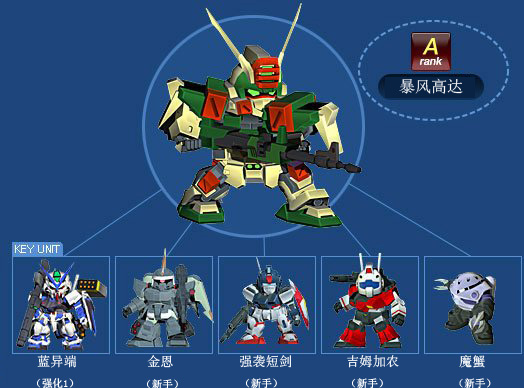 A
rank
暴风高达
KEY UNIT
蓝异端
金恩
强袭短剑
吉姆加农
魔蟹
(强化1)
(新手)
(新手)
(新手)
(新手)